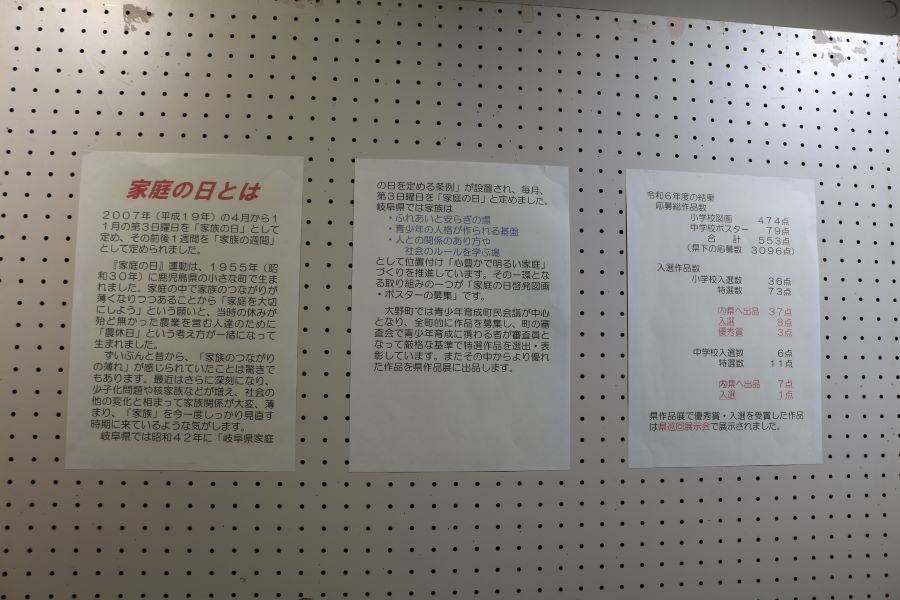 家庭の日とは
２００７年（平成１９年）の４月から１
１月の第３日曜日を「家族の日」として
定め、その前後１週間を「家族の週間」
として定められました。
『家庭の日』運動は、１９５５年（昭
和３０年）に鹿児島県の小さな町で生ま
れました。家庭の中で家族のつながりが
薄くなりつつあることから「家庭を大切
にしよう」という願いと、当時の休みが
殆ど無かった農業を営む人達のために
「農休日」という考え方が一緒になって
生まれました。
ずいぶんと昔から、「家族のつながり
の薄れ」が感じられていたことは驚きで
もあります。最近はさらに深刻になり、
少子化問題や核家族などが増え、社会の
他の変化と相まって家族関係が大変、薄
まり、「家族」を今一度しっかり見直す
時期に来ているような気がします。
岐阜県では昭和４２年に「岐阜県家庭
の日を定める条例」が設置され、毎月、
第３日曜日を「家庭の日」と定めました。
岐阜県では家族は
・ふれあいと安らぎの場
・青少年の人格が作られる基盤
・人との関係のあり方や
社会のルールを学ぶ場
として位置付け「心豊かで明るい家庭」
づくりを推進しています。その一環とな
る取り組みの一つが「家庭の日啓発図画
・ポスターの募集」です。
大野町では青少年育成町民会議が中心
となり、全町的に作品を募集し、町の審
査会で青少年育成に携わる者が審査員と
なって厳格な基準で特選作品を選出・表
彰しています。またその中からより優れ
た作品を県作品展に出品します。
令和６年度の結果
応募総作品数
小学校図画 ４７４点
中学校ポスター ７９点
合 計 ５５３点
（県下の応募数 ３０９６点）
入選作品数
小学校入選数 ３６点
特選数 ７３点
内県へ出品 ３７点
入選 ８点
優秀賞 ３点
中学校入選数 ６点
特選数 １１点
内県へ出品 ７点
入選 １点
県作品展で優秀賞・入選を受賞した作品
は県巡回展示会で展示されました。